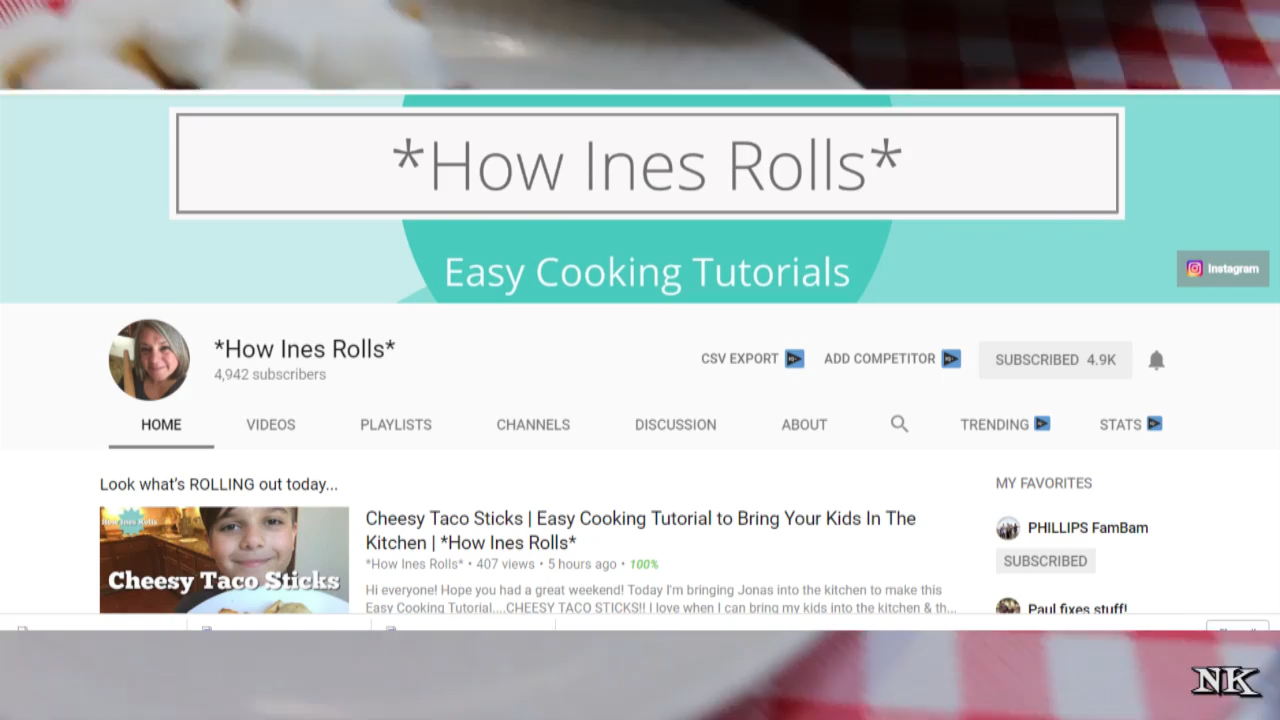 *How Ines Rolls*
Easy Cooking Tutorials
Instagram
*How Ines Rolls*
4,942 subscribers
CSV EXPORT
ADD COMPETITOR
SUBSCRIBED 4.9K
HOME VIDEOS PLAYLISTS CHANNELS DISCUSSION ABOUT TRENDING STATS
Look what's ROLLING out today...
How Ines Rolls
Cheesy Taco Sticks
Cheesy Taco Sticks | Easy Cooking Tutorial to Bring Your Kids In The
Kitchen | *How Ines Rolls*
*How Ines Rolls* • 407 views • 5 hours ago • 100%
Hi everyone! Hope you had a great weekend! Today I'm bringing Jonas into the kitchen to make this
Easy Cooking Tutorial....CHEESY TACO STICKS!! I love when I can bring my kids into the kitchen & th...
MY FAVORITES
PHILLIPS FamBam
SUBSCRIBED
Paul fixes stuff!
NK